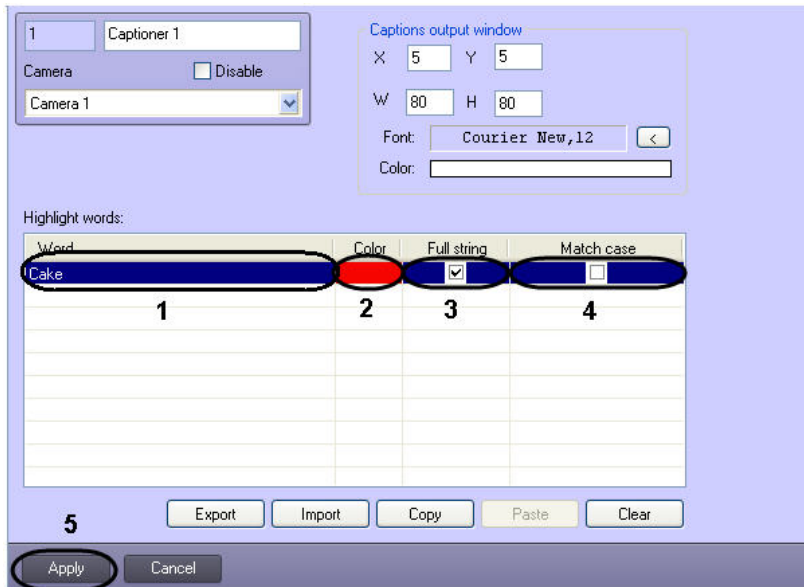 1 Captioner 1
Camera Disable
Camera 1
Captions output window
X 5 Y 5
W 80 H 80
Font: Courier New,12 <
Color:
Highlight words:
Word Color Full string Match case
Cake
1 2 3 4
5
Export Import Copy Paste Clear
Apply Cancel